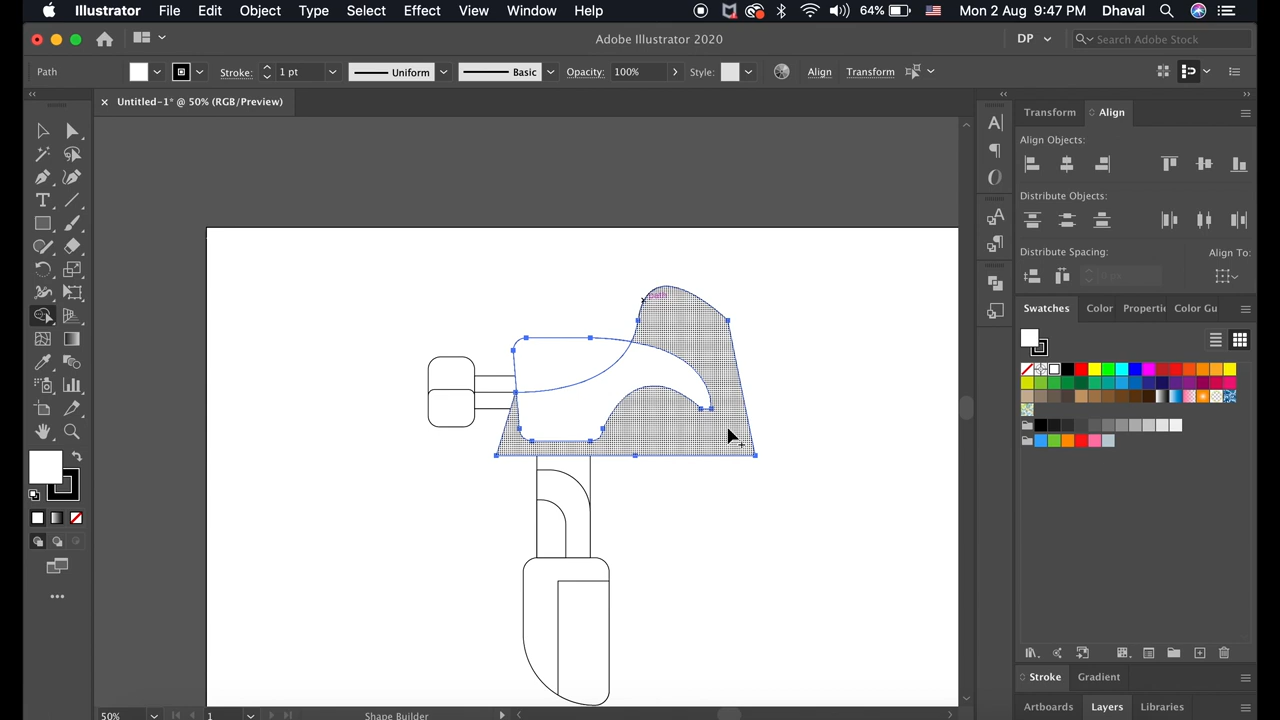 Illustrator File Edit Object Type Select Effect View Window Help 64% Mon 2 Aug 9:47 PM Dhaval
Adobe Illustrator 2020 DP Search Adobe Stock
Path Stroke: 1 pt Uniform Basic Opacity: 100% Style: Align Transform
Untitled-1* @ 50% (RGB/Preview)
Transform Align
Align Objects:
Distribute Objects:
Distribute Spacing: Align To:
0 px
Swatches Color Properti Color Gu
Stroke Gradient
Artboards Layers Libraries
50% 1 Shape Builder